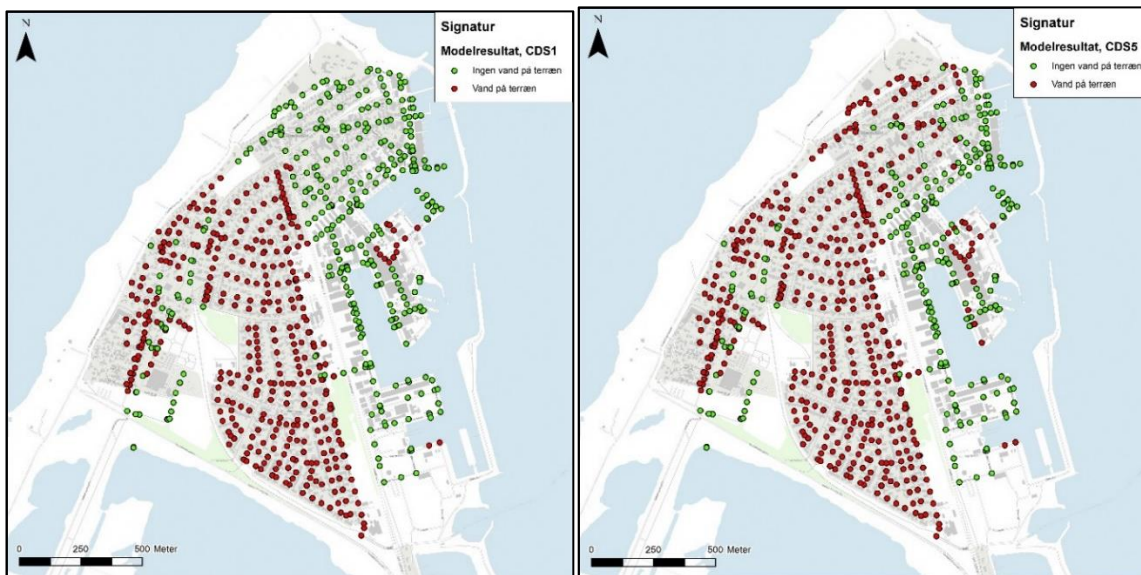 N
Signatur
Modelresultat, CDS1
Ingen vand på terræn
Vand på terræn
0 250 500 Meter
N
Signatur
Modelresultat, CDS5
Ingen vand på terræn
Vand på terræn
0 250 500 Meter